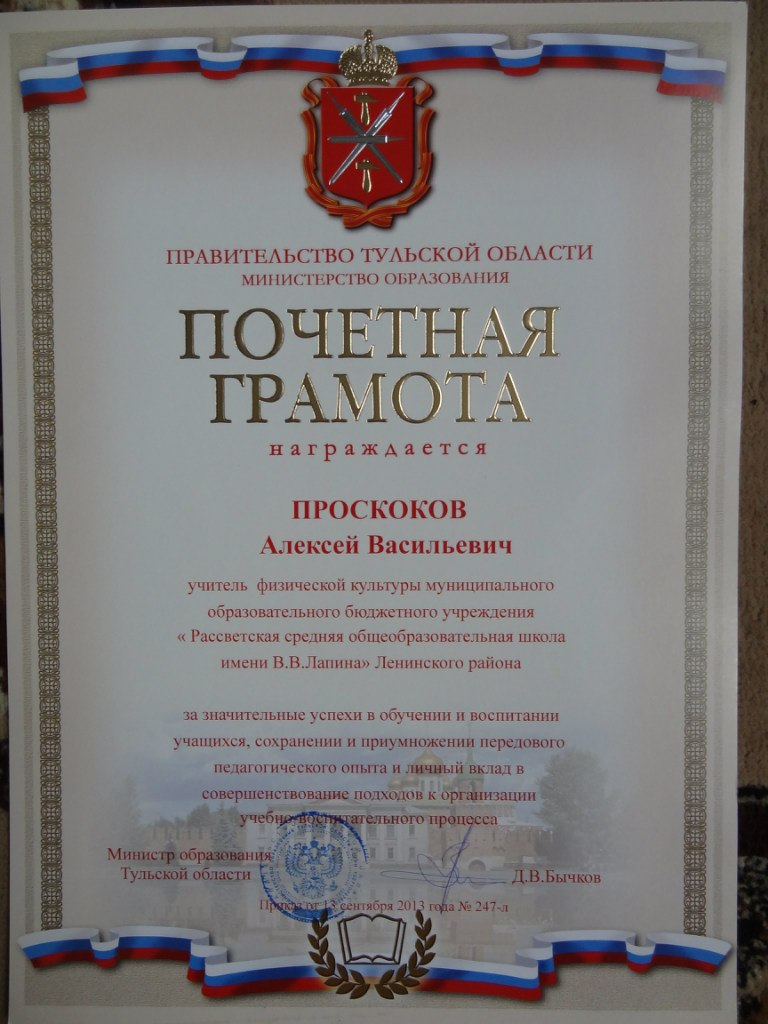 ПРАВИТЕЛЬСТВО ТУЛЬСКОЙ ОБЛАСТИ
МИНИСТЕРСТВО ОБРАЗОВАНИЯ
ПОЧЕТНАЯ
ГРАМОТА
награждается
ПРОСКОКОВ
Алексей Васильевич
учитель физической культуры муниципального
образовательного бюджетного учреждения
« Рассветская средняя общеобразовательная школа
имени В.В.Лапина» Ленинского района
за значительные успехи в обучении и воспитании
учащихся, сохранении и приумножении передового
педагогического опыта и личный вклад в
совершенствование подходов к организации
учебно-воспитательного процесса
Министр образования
Тульской области
Д.В.Бычков
Приказ от 13 сентября 2013 года № 247-л